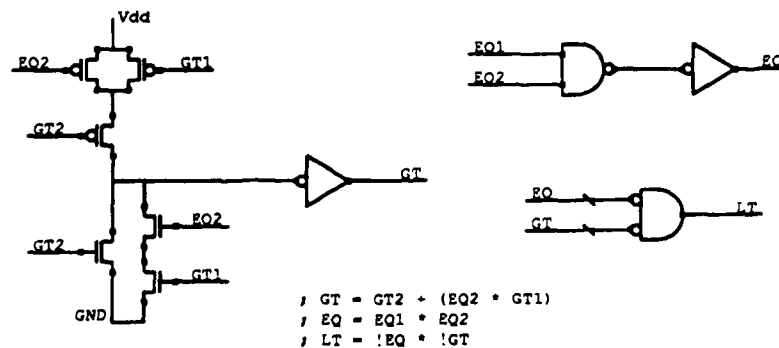 Vdd
EQ2
GT1
EQ1
EQ2
EQ
GT2
GT
EQ2
EQ
GT
LT
GT2
GT1
GND
; GT = GT2 + (EQ2 * GT1)
; EQ = EQ1 * EQ2
; LT = !EQ * !GT